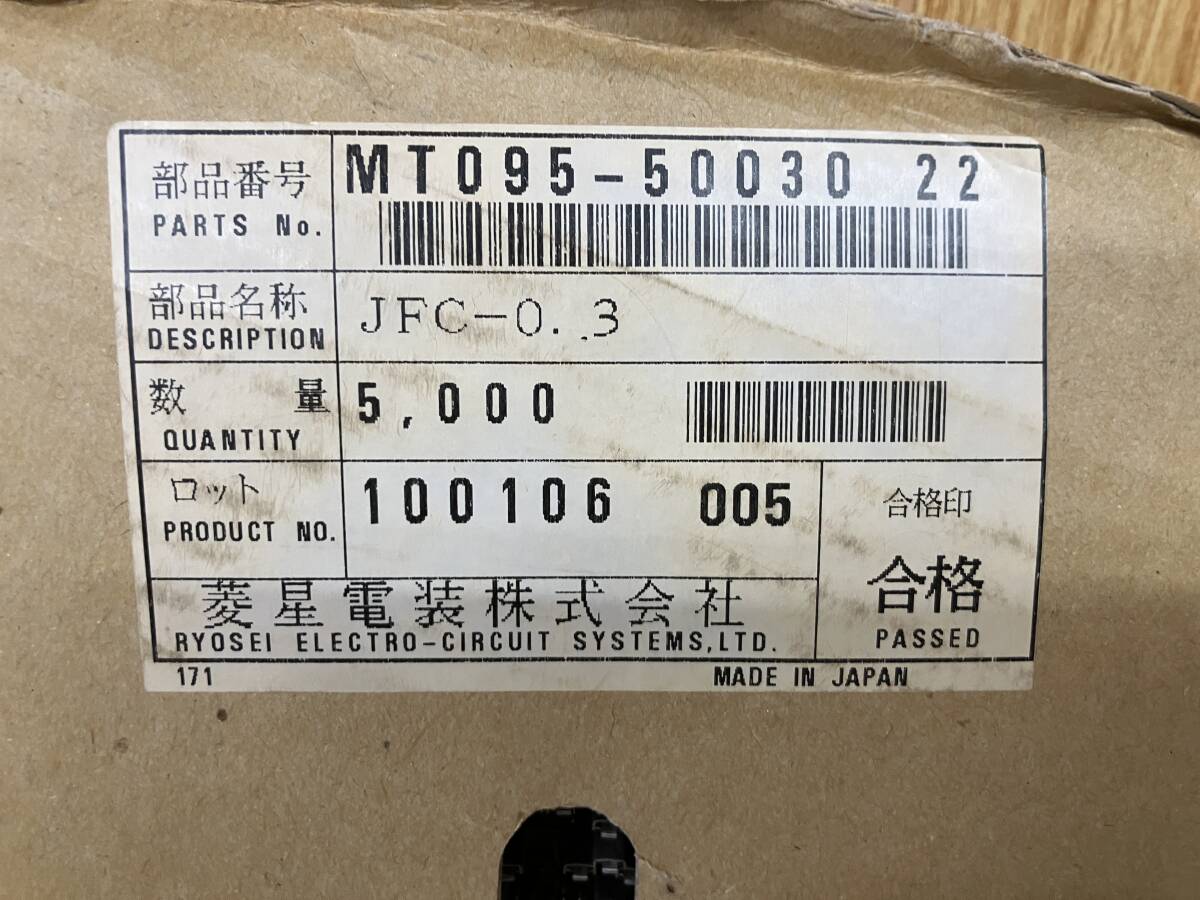 部品番号 MT095-50030 22
PARTS No.
部品名称 JFC-0.3
DESCRIPTION
数量 5,000
QUANTITY
ロット 100106 005
PRODUCT NO.
合格印
合格
PASSED
菱星電装株式会社
RYOSEI ELECTRO-CIRCUIT SYSTEMS,LTD.
171 MADE IN JAPAN